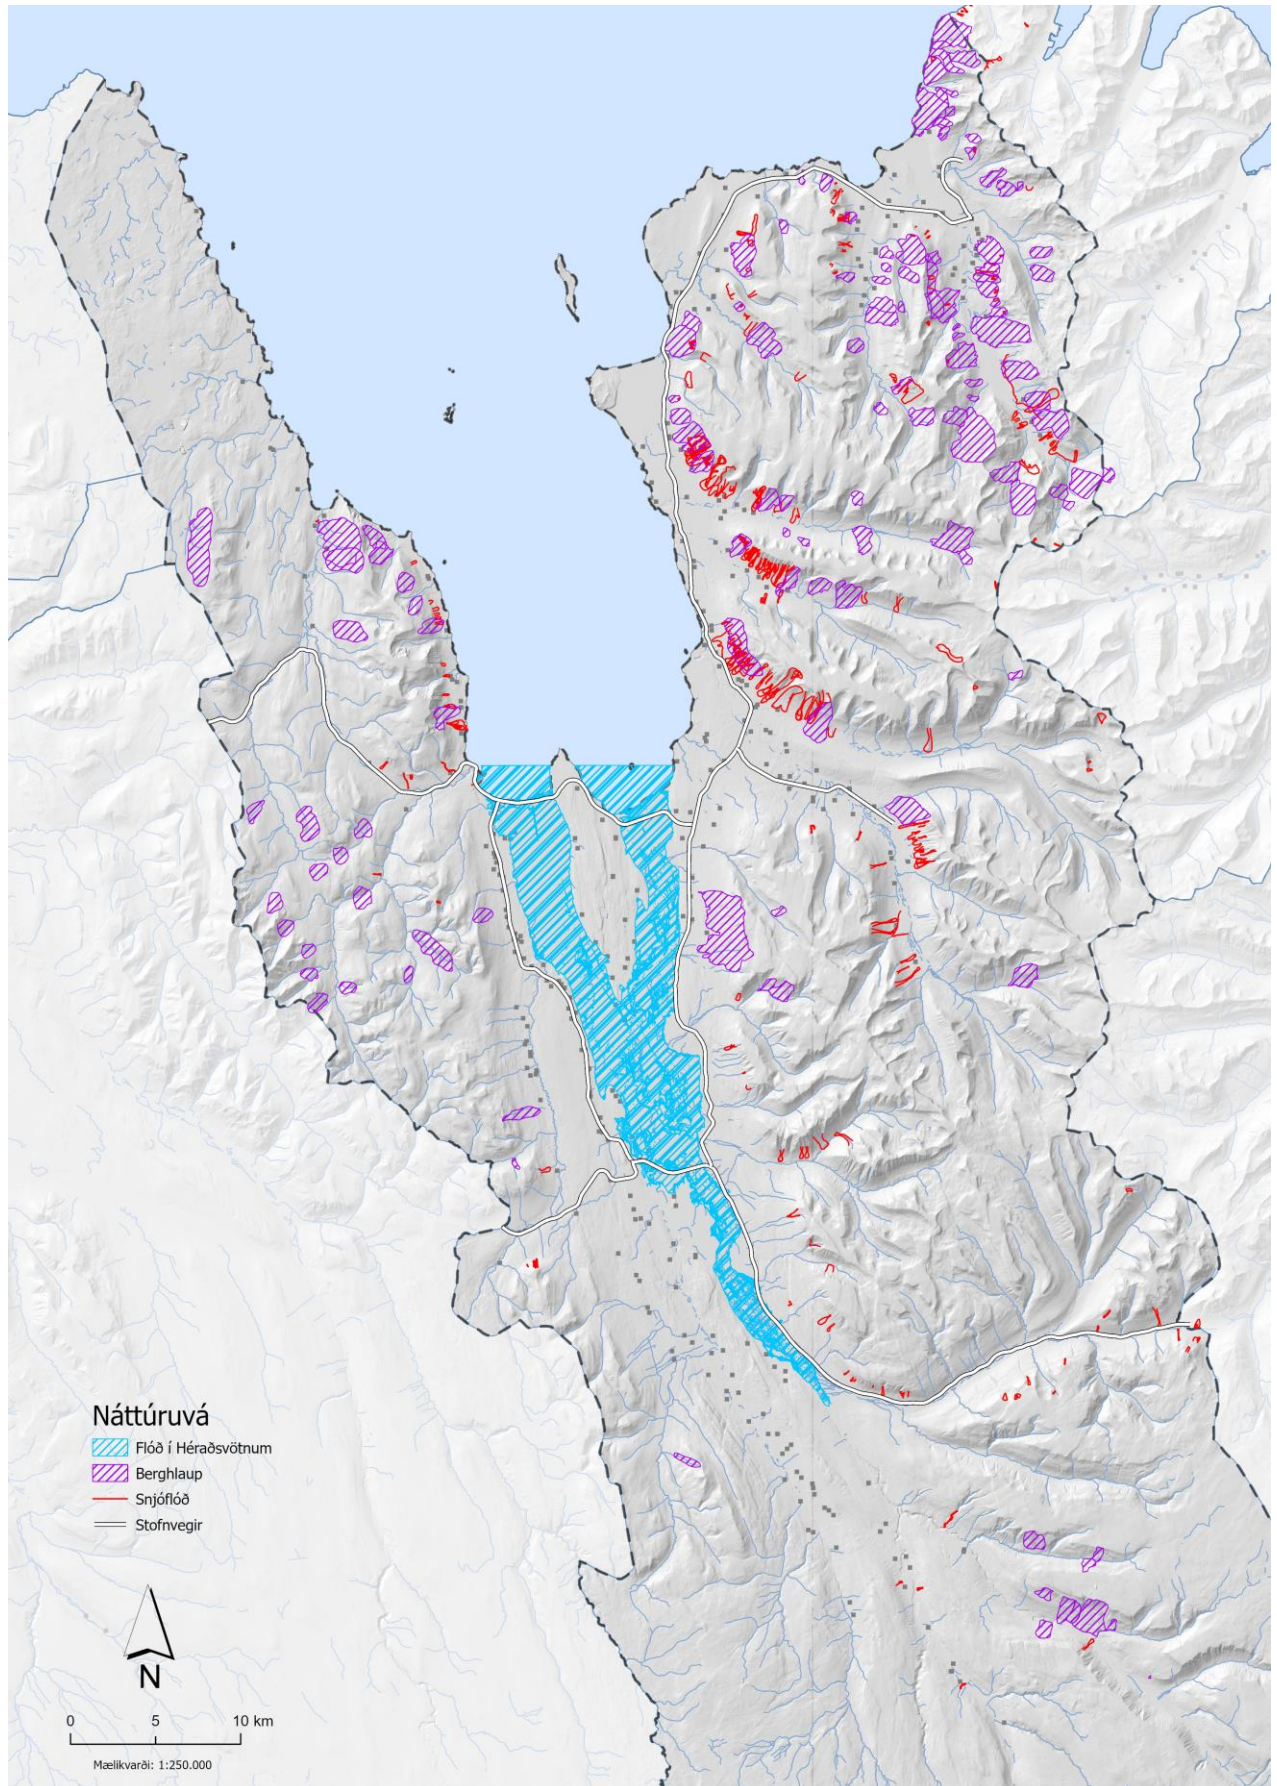 Náttúruvá
Flóð í Héraðsvötnum
Berghlaup
Snjóflóð
Stofnvegir
N
0 5 10 km
Mælikvarði: 1:250.000